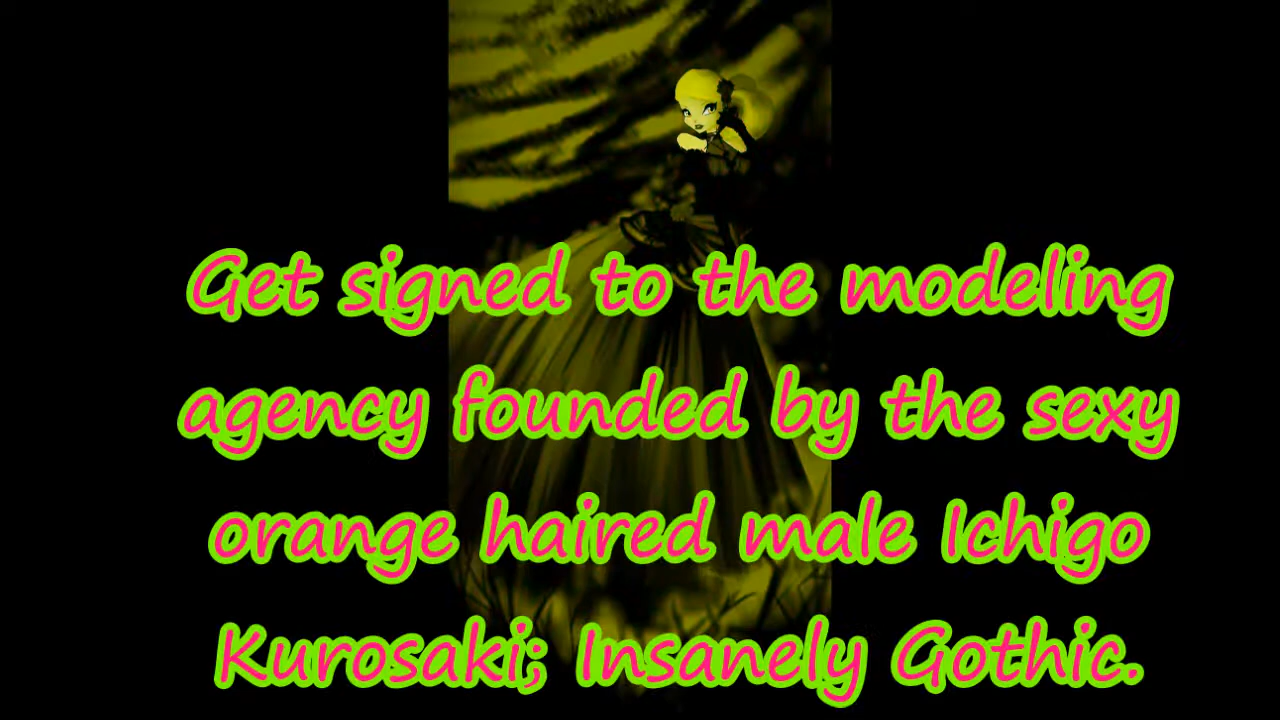 Get signed to the modeling
agency founded by the sexy
orange haired male Ichigo
Kurosaki; Insanely Gothic.